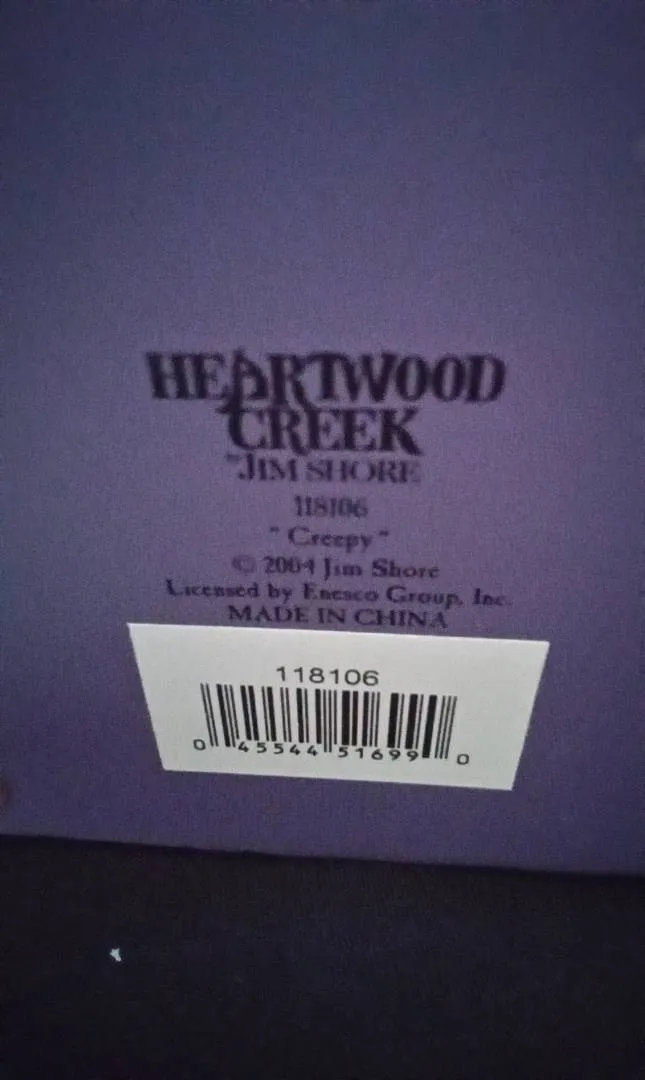 HEARTWOOD
CREEK
BY JIM SHORE
118106
"Creepy"
© 2004 Jim Shore
Licensed by Enesco Group, Inc.
MADE IN CHINA
118106
0 45544 51699 0